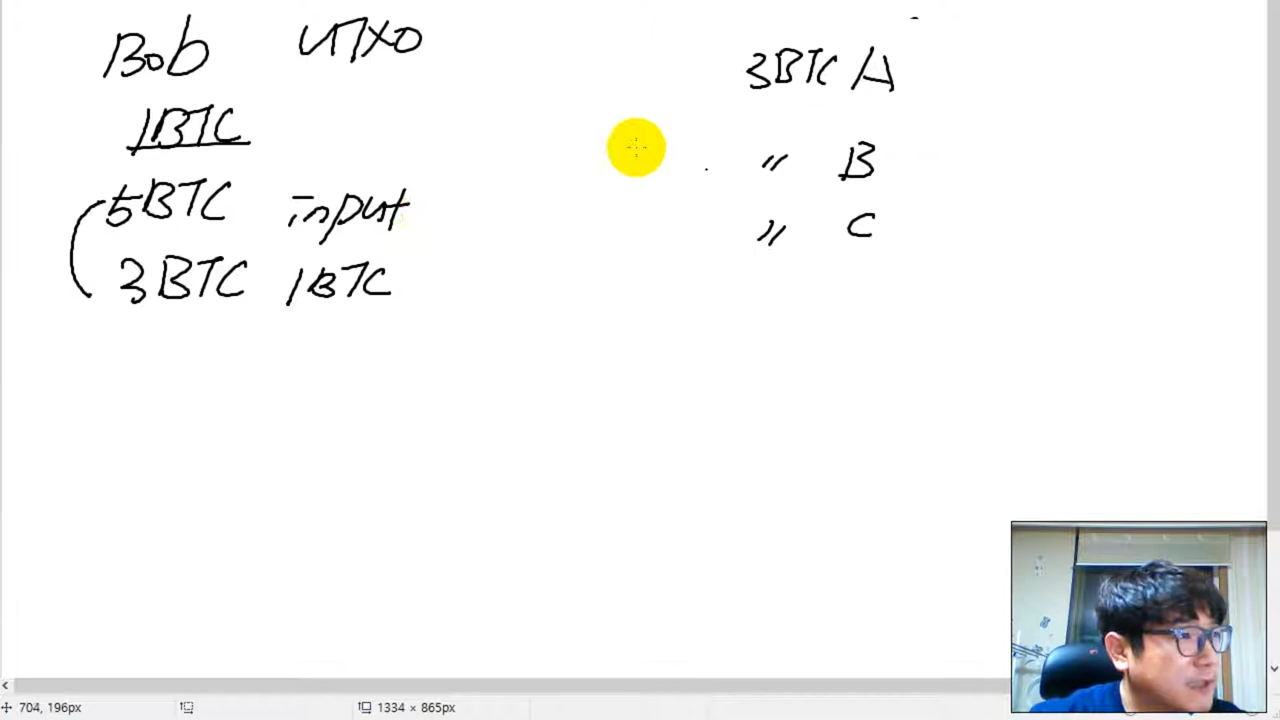 Bob UTXO
1BTC
5BTC input
3BTC 1BTC
3BTC A
" B
" C
704, 196px
1334 × 865px